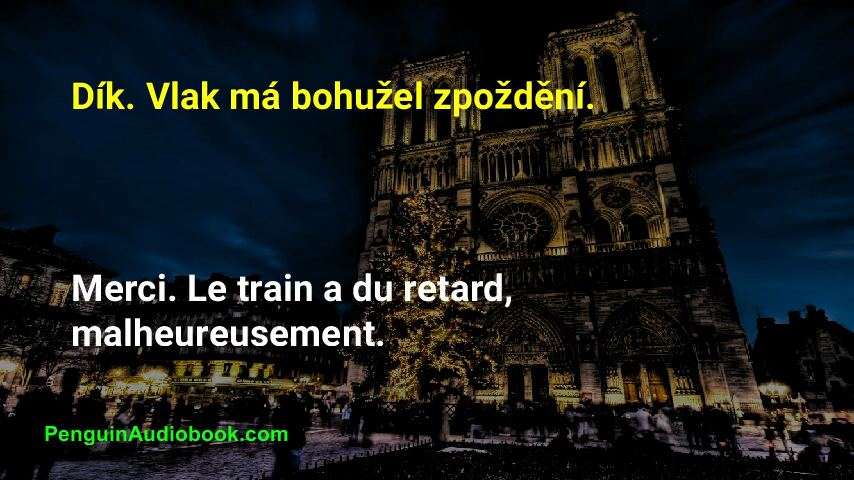 Dík. Vlak má bohužel zpoždění.
Merci. Le train a du retard,
malheureusement.
PenguinAudiobook.com